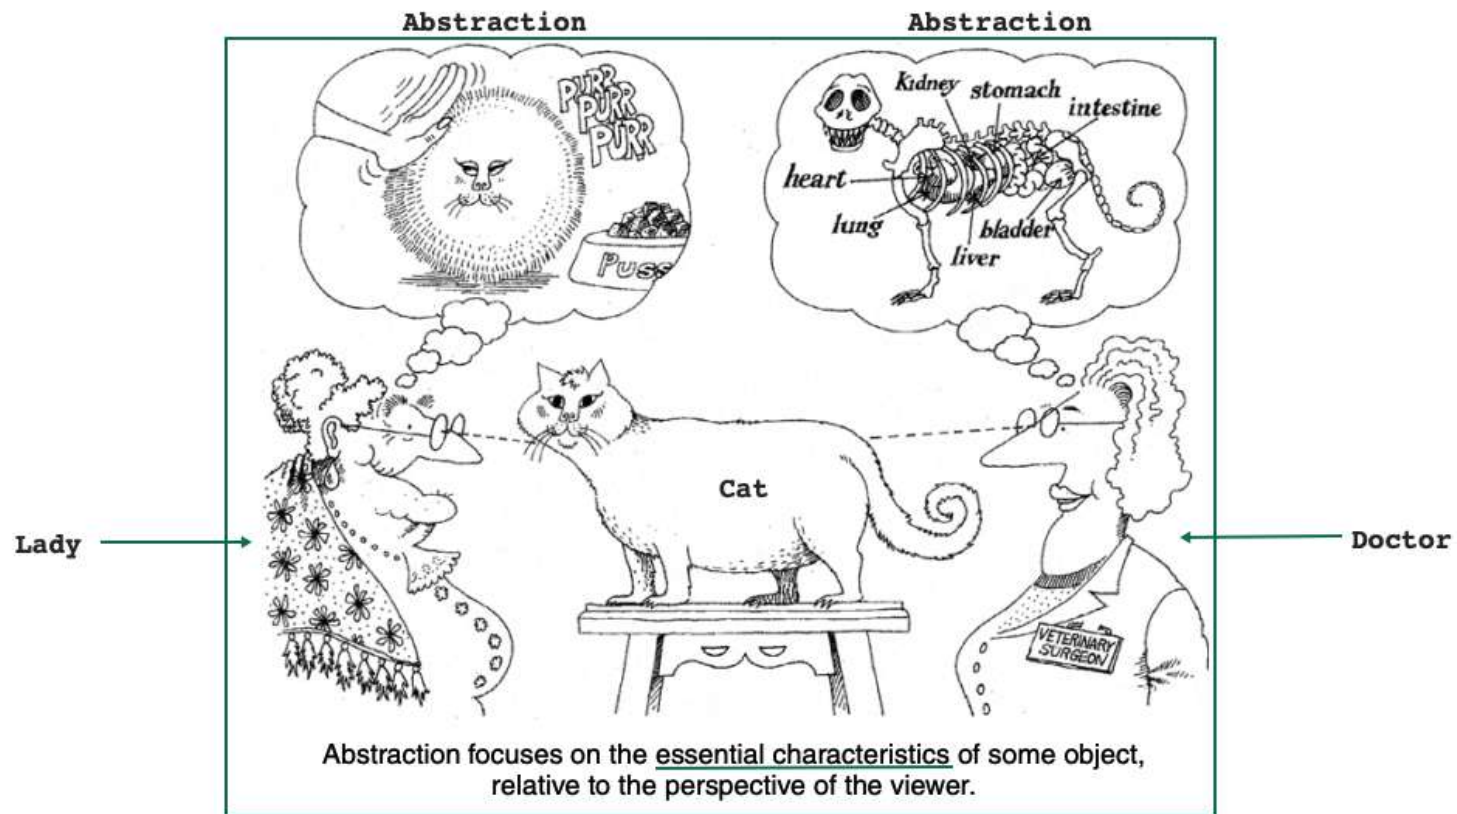 Abstraction
Abstraction
PURR
PURR
PURR
Puss
Kidney
stomach
intestine
heart
lung
bladder
liver
Cat
Lady
Doctor
VETERINARY
SURGEON
Abstraction focuses on the essential characteristics of some object,
relative to the perspective of the viewer.